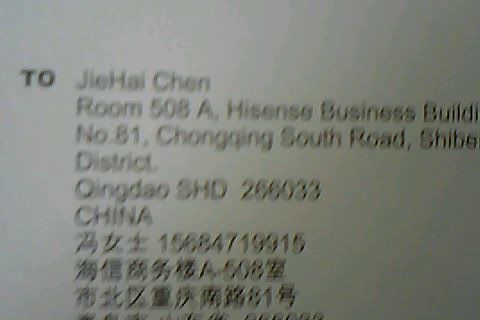 TO JieHai Chen
Room 508 A, Hisense Business Buildi
No.81, Chongqing South Road, Shibe
District.
Qingdao SHD 266033
CHINA
冯女士 15684719915
海信商务楼A-508室
市北区重庆南路81号